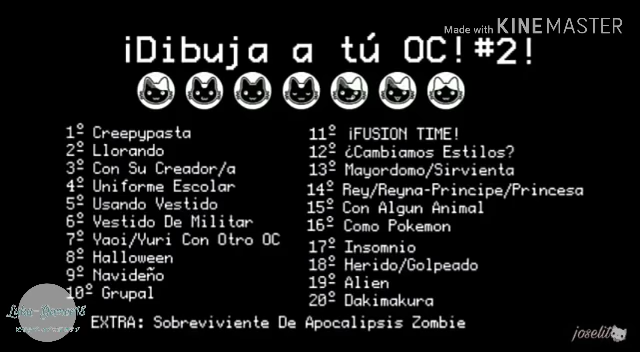 Made with KINEMASTER
¡Dibuja a tú OC! #2!
1º Creepypasta
2º Llorando
3º Con Su Creador/a
4º Uniforme Escolar
5º Usando Vestido
6º Vestido De Militar
7º Yaoi/Yuri Con Otro OC
8º Halloween
9º Navideño
10º Grupal
11º ¡FUSION TIME!
12º ¿Cambiamos Estilos?
13º Mayordomo/Sirvienta
14º Rey/Reyna-Principe/Princesa
15º Con Algun Animal
16º Como Pokemon
17º Insomnio
18º Herido/Golpeado
19º Alien
20º Dakimakura
EXTRA: Sobreviviente De Apocalipsis Zombie